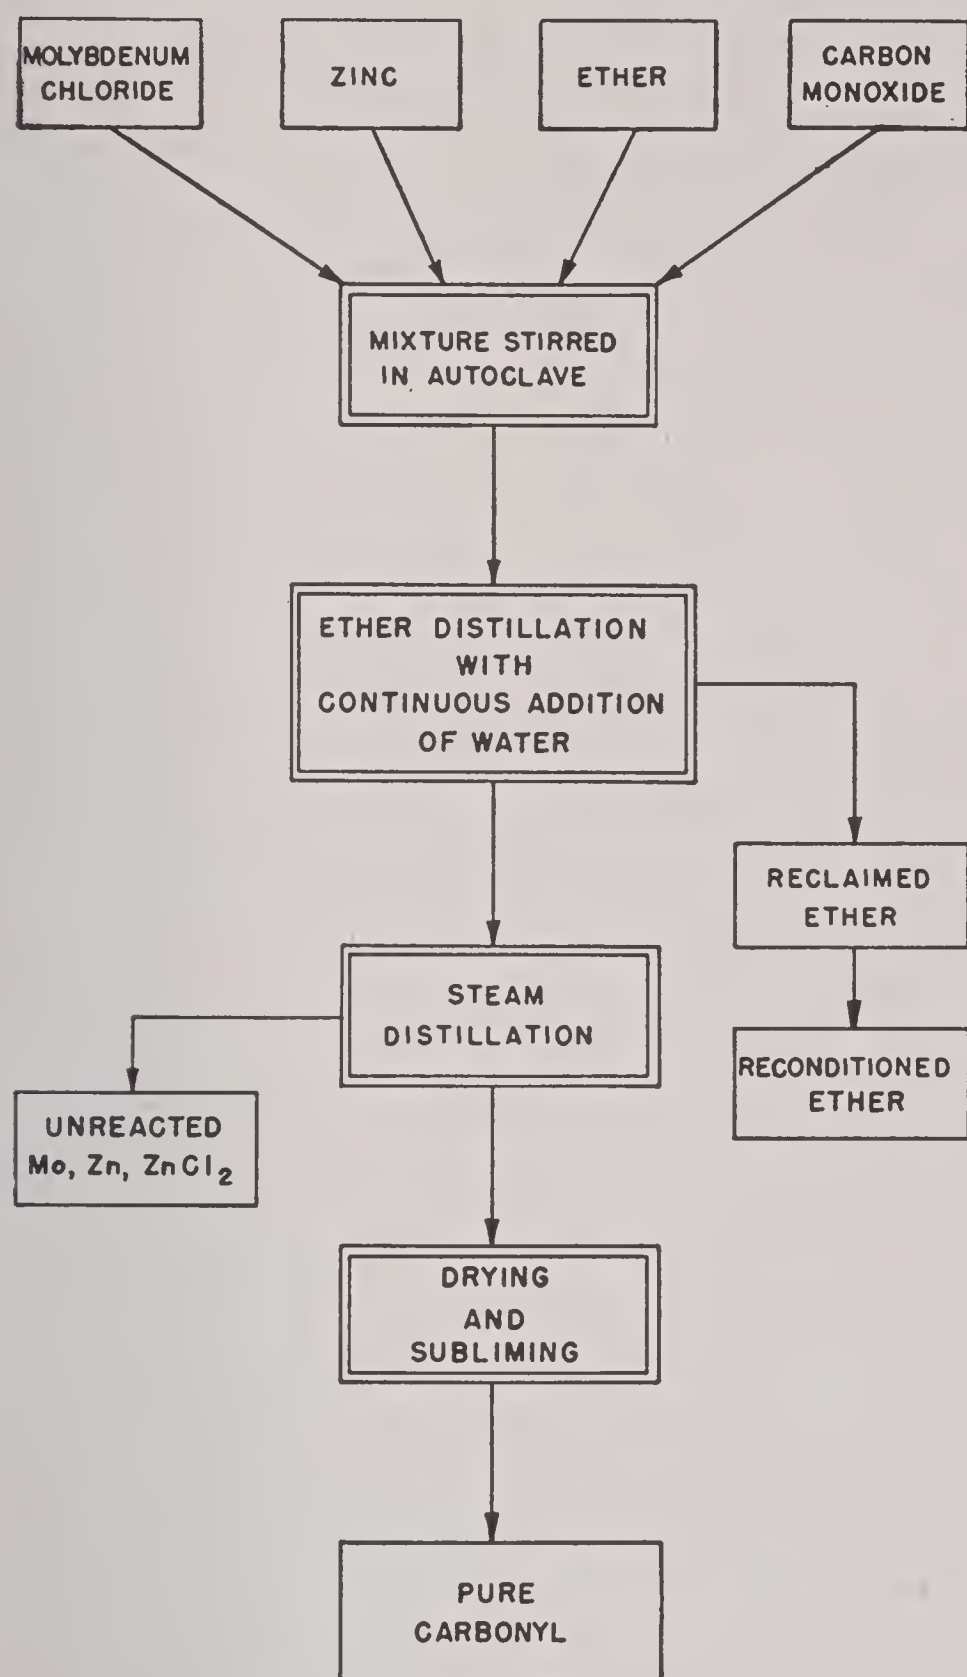 MOLYBDENUM
CHLORIDE
ZINC
ETHER
CARBON
MONOXIDE
MIXTURE STIRRED
IN AUTOCLAVE
ETHER DISTILLATION
WITH
CONTINUOUS ADDITION
OF WATER
RECLAIMED
ETHER
STEAM
DISTILLATION
RECONDITIONED
ETHER
UNREACTED
Mo, Zn, ZnCl₂
DRYING
AND
SUBLIMING
PURE
CARBONYL